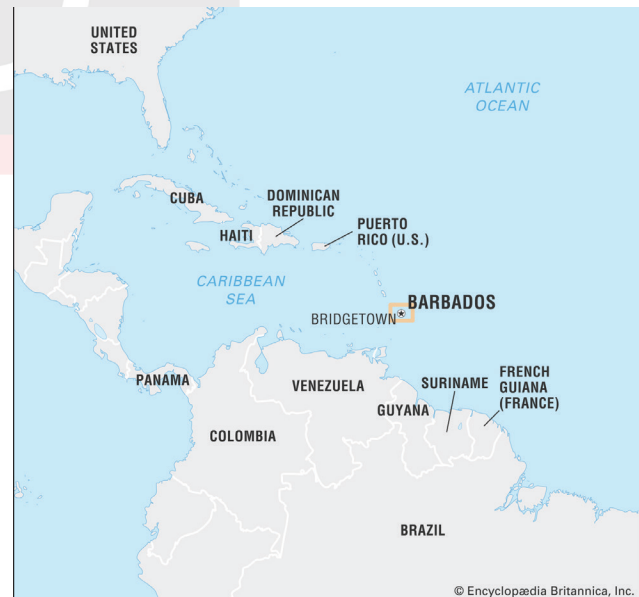 UNITED
STATES
ATLANTIC
OCEAN
CUBA
DOMINICAN
REPUBLIC
HAITI
PUERTO
RICO (U.S.)
CARIBBEAN
SEA
BARBADOS
BRIDGETOWN
PANAMA
VENEZUELA
SURINAME
FRENCH
GUIANA
(FRANCE)
GUYANA
COLOMBIA
BRAZIL
© Encyclopædia Britannica, Inc.